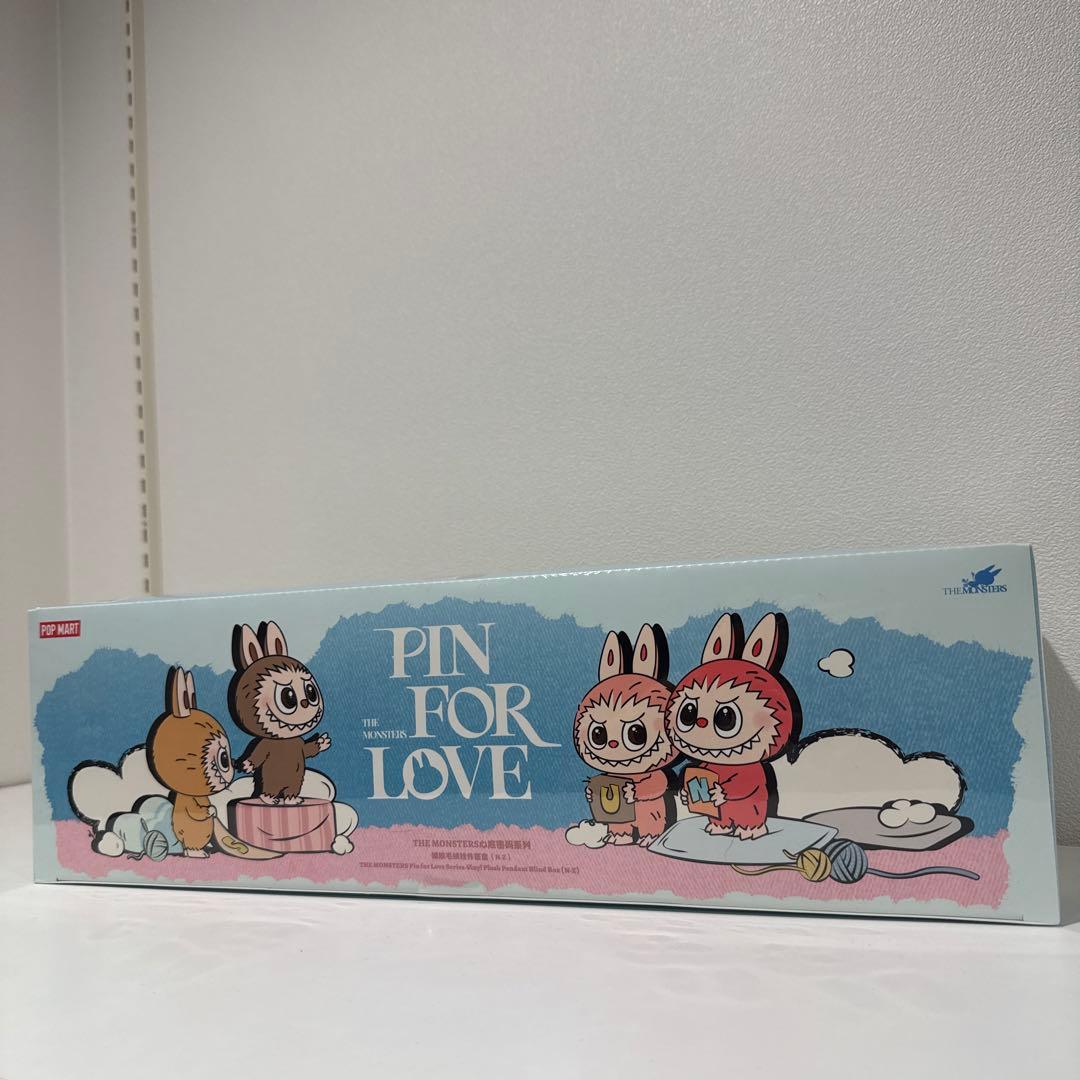 POP MART
THE MONSTERS
PIN
FOR
LOVE
THE
MONSTERS
U
N
S
THE MONSTERS心底密码系列
搪胶毛绒挂件盲盒（N-Z）
THE MONSTERS Pin for Love Series-Vinyl Plush Pendant Blind Box (N-Z)